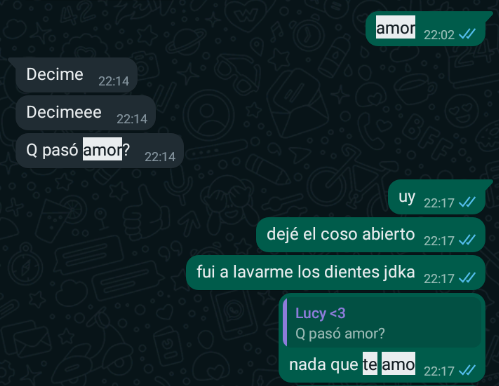 amor
22:02
Decime
22:14
Decimeee
22:14
Q pasó amor?
22:14
uy
22:17
dejé el coso abierto
22:17
fui a lavarme los dientes jdka
22:17
Lucy <3
Q pasó amor?
nada que te amo
22:17